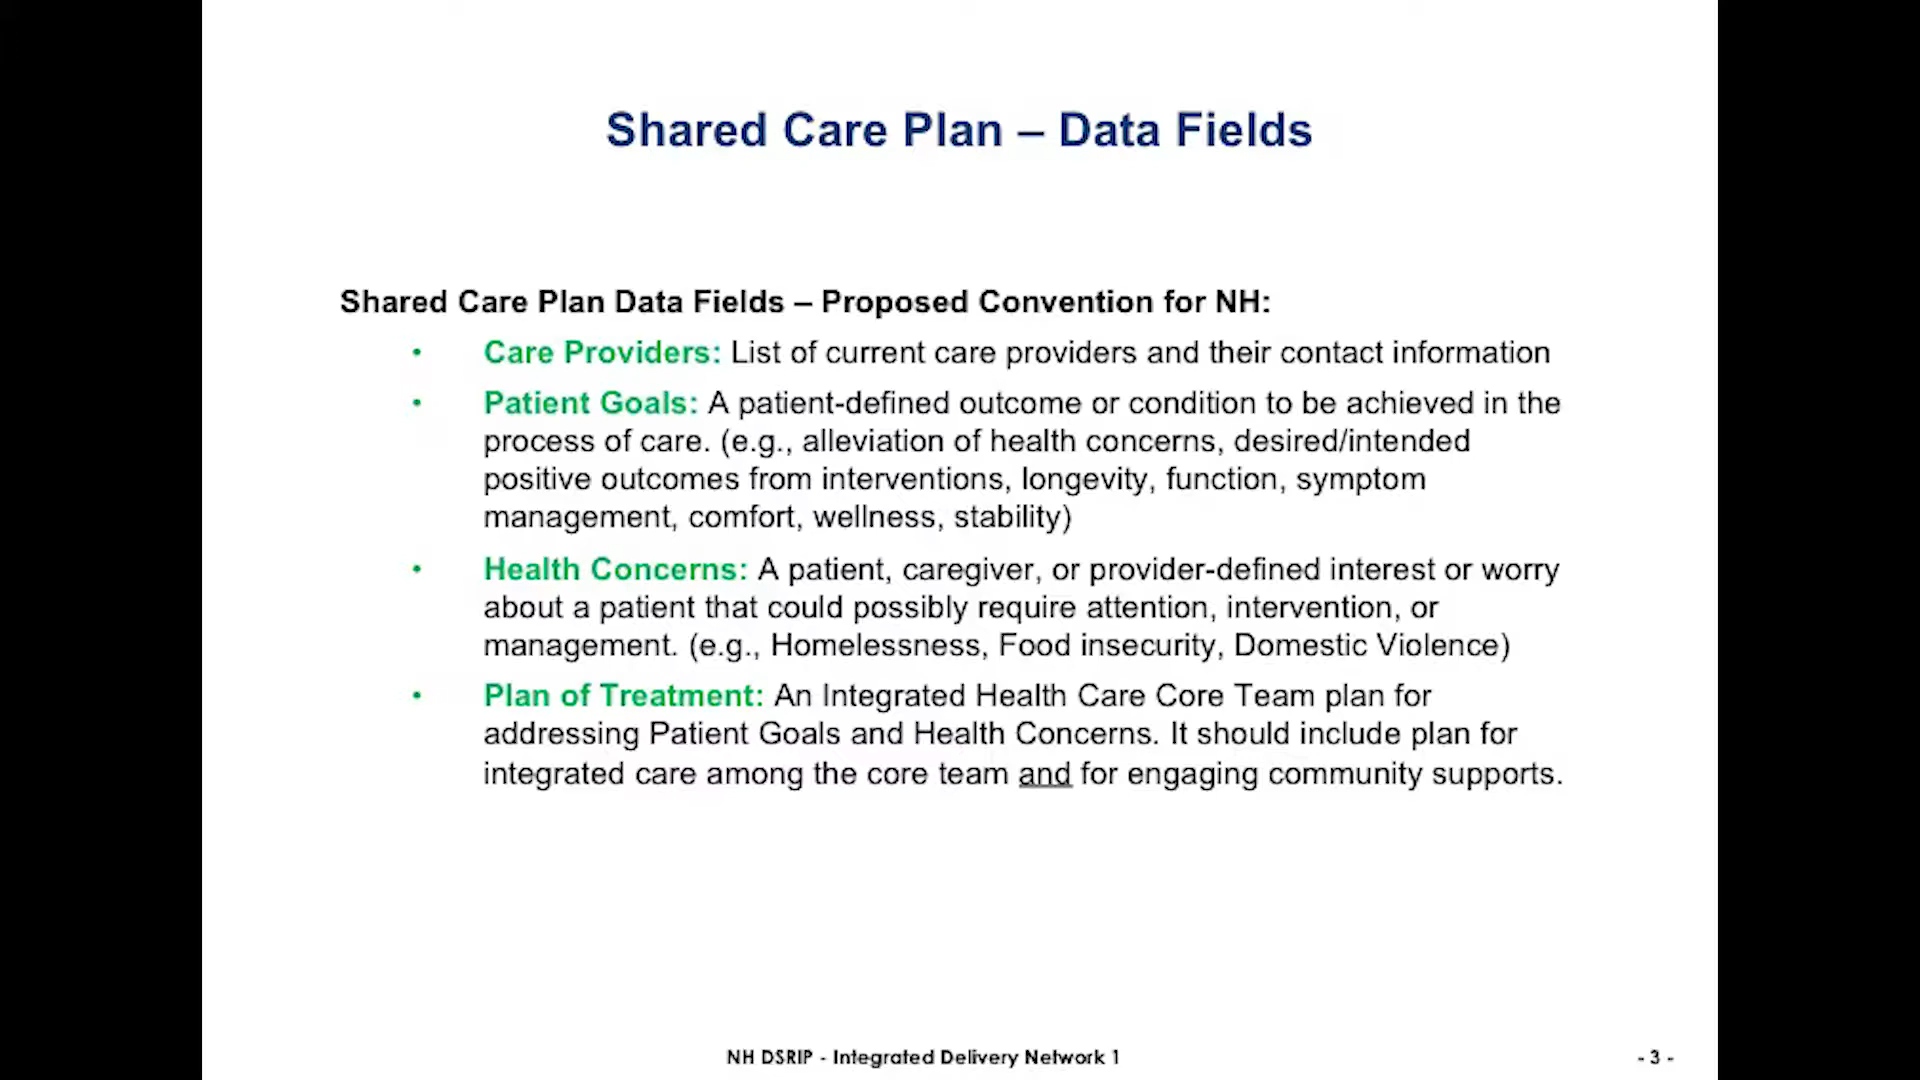 Shared Care Plan – Data Fields
Shared Care Plan Data Fields – Proposed Convention for NH:
• Care Providers: List of current care providers and their contact information
• Patient Goals: A patient-defined outcome or condition to be achieved in the
process of care. (e.g., alleviation of health concerns, desired/intended
positive outcomes from interventions, longevity, function, symptom
management, comfort, wellness, stability)
• Health Concerns: A patient, caregiver, or provider-defined interest or worry
about a patient that could possibly require attention, intervention, or
management. (e.g., Homelessness, Food insecurity, Domestic Violence)
• Plan of Treatment: An Integrated Health Care Core Team plan for
addressing Patient Goals and Health Concerns. It should include plan for
integrated care among the core team and for engaging community supports.
NH DSRIP - Integrated Delivery Network 1
- 3 -